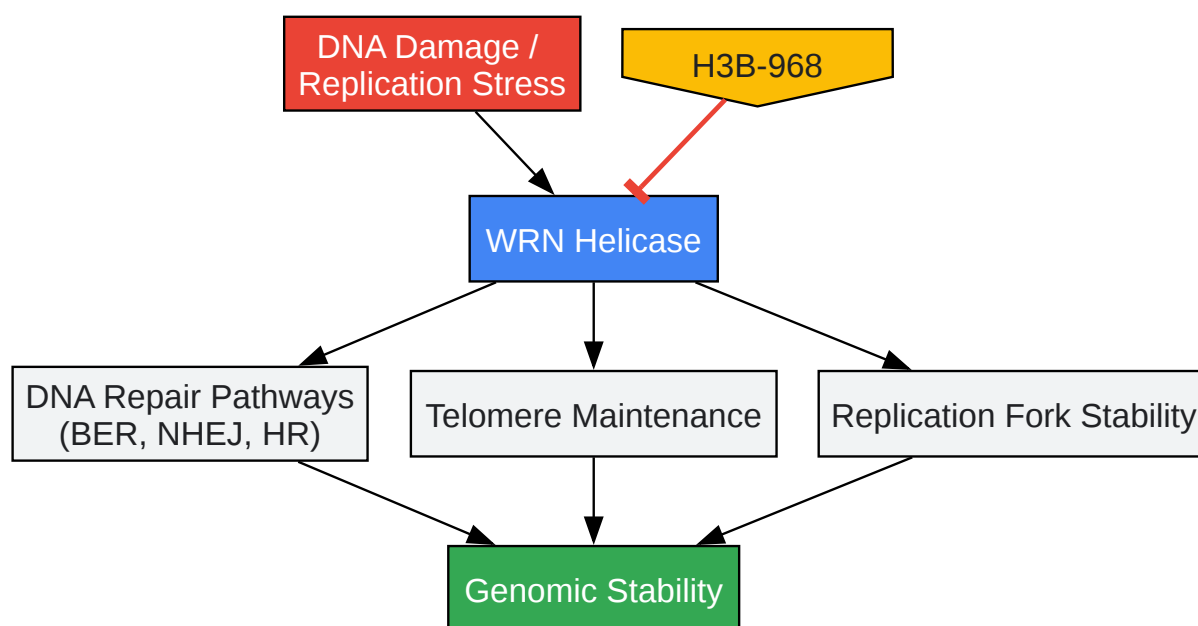 DNA Damage /
Replication Stress
H3B-968
WRN Helicase
DNA Repair Pathways
(BER, NHEJ, HR)
Telomere Maintenance
Replication Fork Stability
Genomic Stability